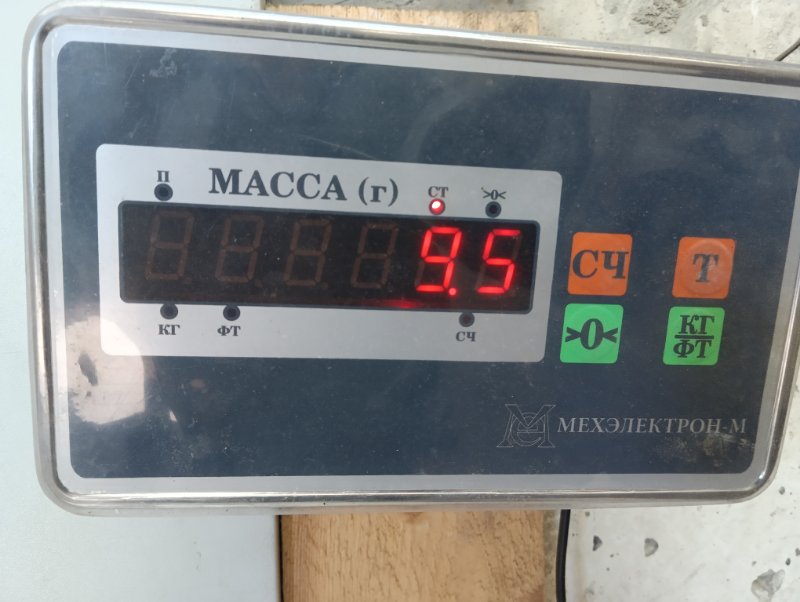 П МАССА (г) СТ >0<
9.5
КГ ФТ СЧ
СЧ Т
>0< КГ/ФТ
МЕХЭЛЕКТРОН-М